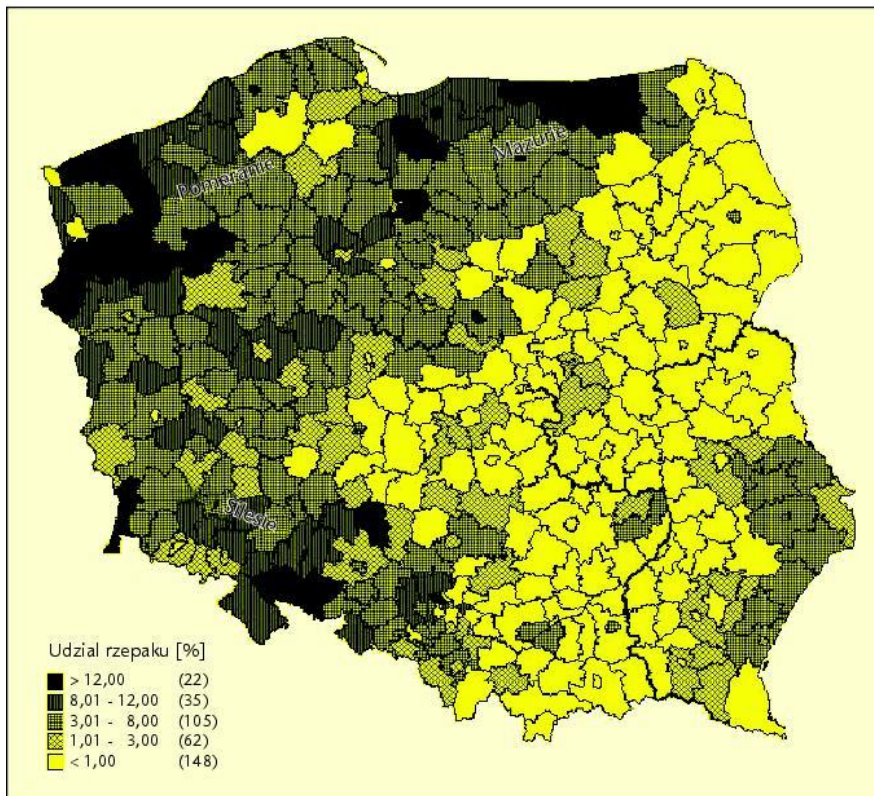 Mazurie
Pomeranie
Silesie
Udzial rzepaku [%]
> 12,00 (22)
8,01 - 12,00 (35)
3,01 - 8,00 (105)
1,01 - 3,00 (62)
< 1,00 (148)